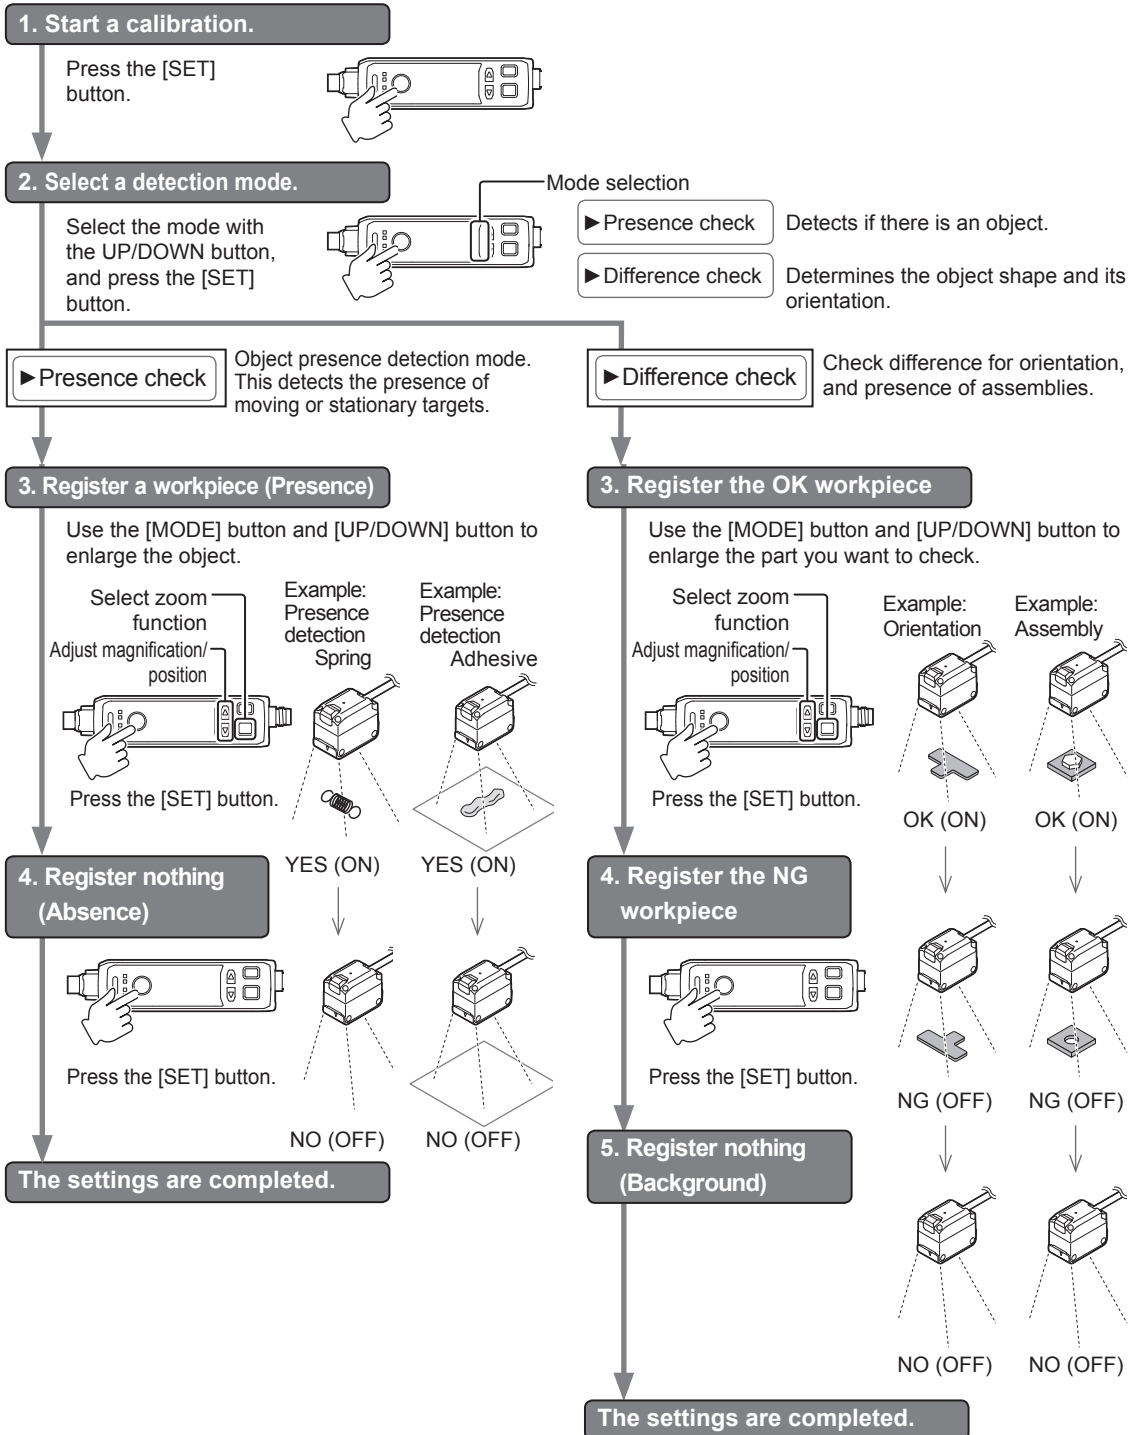 1. Start a calibration.
Press the [SET]
button.
2. Select a detection mode.
Select the mode with
the UP/DOWN button,
and press the [SET]
button.
Mode selection
►Presence check
Detects if there is an object.
►Difference check
Determines the object shape and its
orientation.
►Presence check
Object presence detection mode.
This detects the presence of
moving or stationary targets.
3. Register a workpiece (Presence)
Use the [MODE] button and [UP/DOWN] button to
enlarge the object.
Select zoom
function
Adjust magnification/
position
Example:
Presence
detection
Spring
Example:
Presence
detection
Adhesive
Press the [SET] button.
YES (ON)
YES (ON)
4. Register nothing
(Absence)
Press the [SET] button.
NO (OFF)
NO (OFF)
The settings are completed.
►Difference check
Check difference for orientation,
and presence of assemblies.
3. Register the OK workpiece
Use the [MODE] button and [UP/DOWN] button to
enlarge the part you want to check.
Select zoom
function
Adjust magnification/
position
Example:
Orientation
Example:
Assembly
Press the [SET] button.
OK (ON)
OK (ON)
4. Register the NG
workpiece
Press the [SET] button.
NG (OFF)
NG (OFF)
5. Register nothing
(Background)
NO (OFF)
NO (OFF)
The settings are completed.